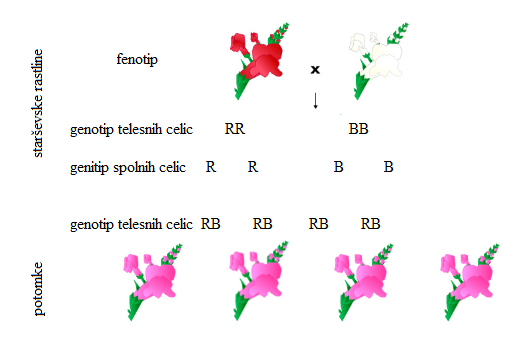 starševske rastline
fenotip
x
genotip telesnih celic RR BB
genitip spolnih celic R R B B
genotip telesnih celic RB RB RB RB
potomke